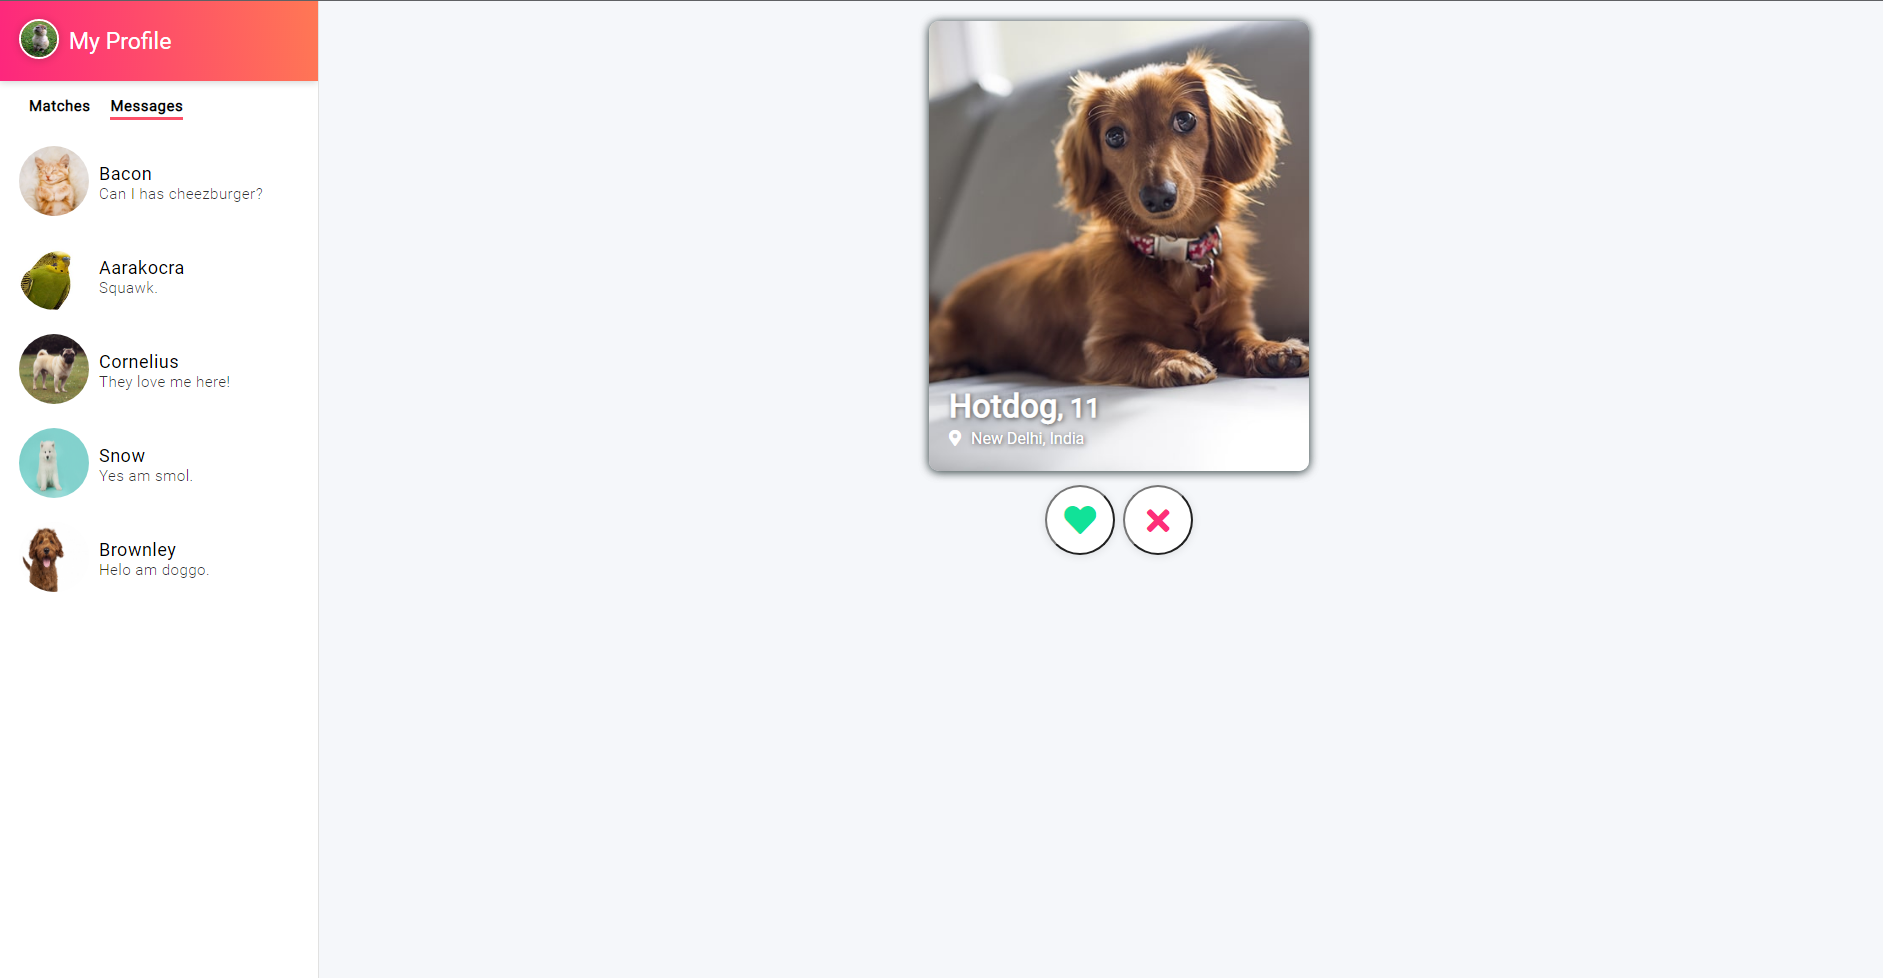 My Profile
Matches Messages
Bacon
Can I has cheezburger?
Aarakocra
Squawk.
Cornelius
They love me here!
Snow
Yes am smol.
Brownley
Helo am doggo.
Hotdog, 11
New Delhi, India